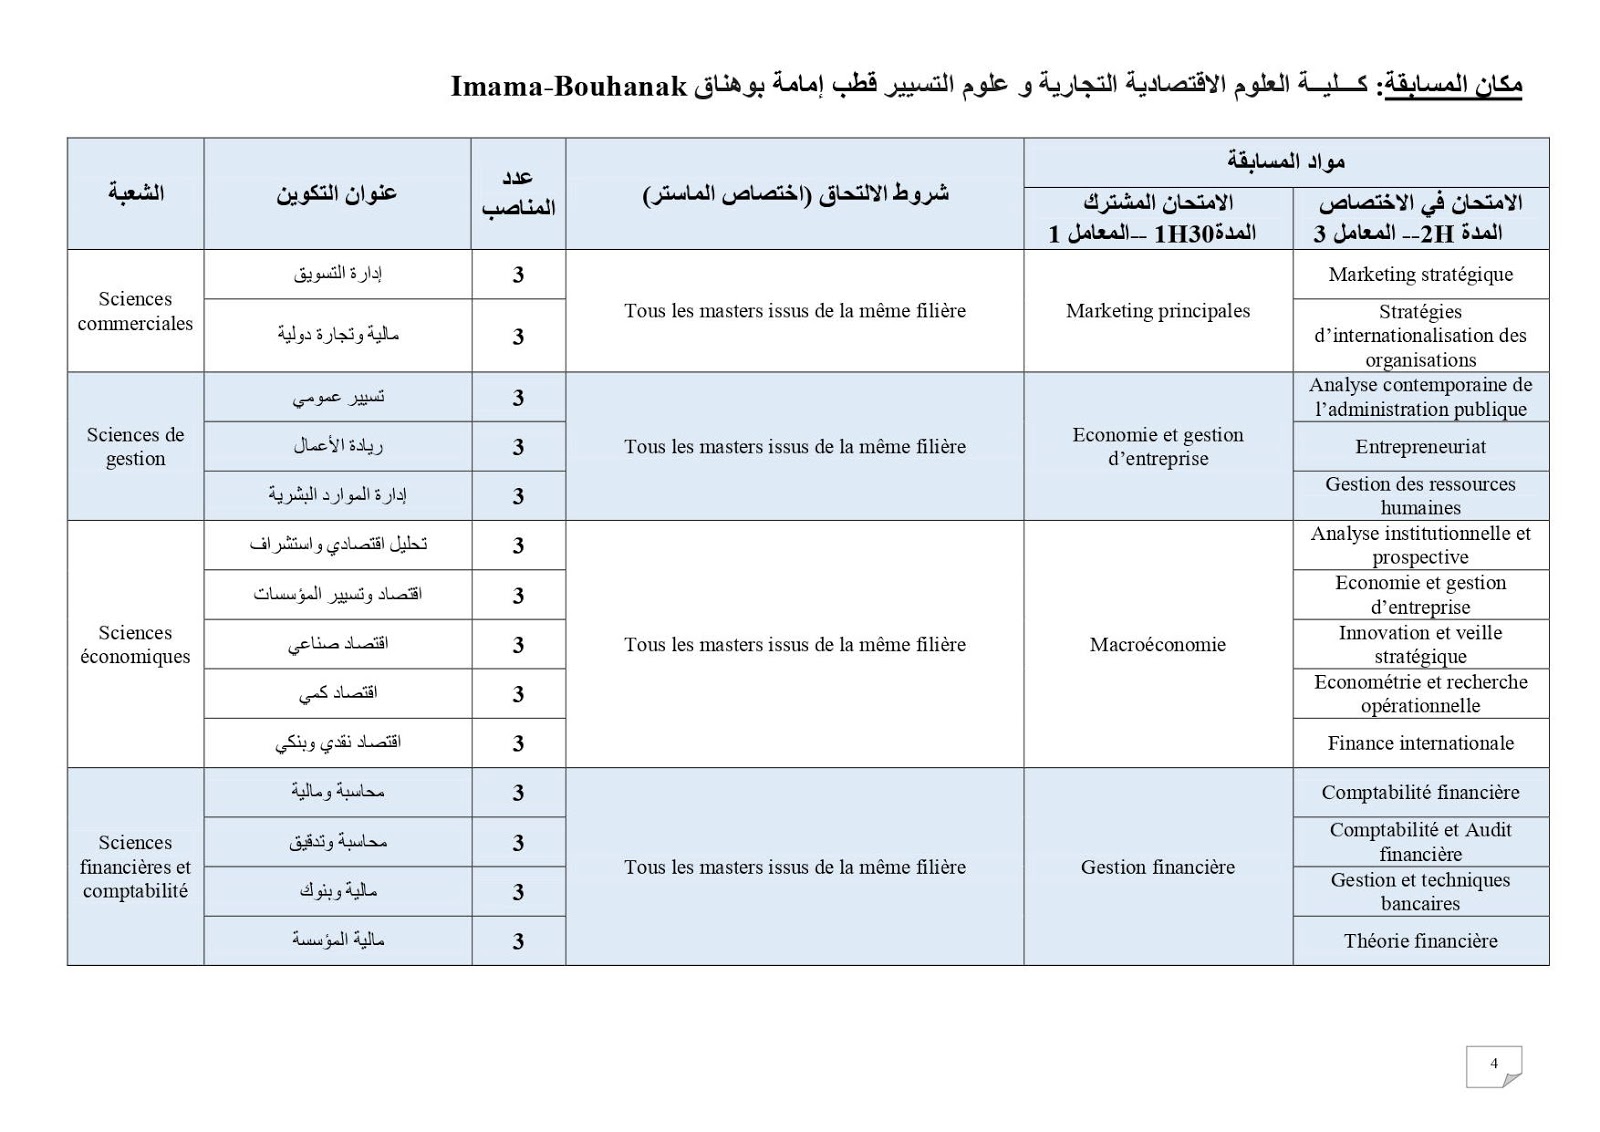 مكان المسابقة: كـــليــة العلوم الاقتصادية التجارية و علوم التسيير قطب إمامة بوهناق Imama-Bouhanak
الشعبة
عنوان التكوين
عدد
المناصب
شروط الالتحاق (اختصاص الماستر)
مواد المسابقة
الامتحان المشترك
المدة1H30 --المعامل 1
الامتحان في الاختصاص
المدة 2H-- المعامل 3
Sciences
commerciales
إدارة التسويق
3
Tous les masters issus de la même filière
Marketing principales
Marketing stratégique
مالية وتجارة دولية
3
Stratégies
d’internationalisation des
organisations
Sciences de
gestion
تسيير عمومي
3
Tous les masters issus de la même filière
Economie et gestion
d’entreprise
Analyse contemporaine de
l’administration publique
ريادة الأعمال
3
Entrepreneuriat
إدارة الموارد البشرية
3
Gestion des ressources
humaines
Sciences
économiques
تحليل اقتصادي واستشراف
3
Tous les masters issus de la même filière
Macroéconomie
Analyse institutionnelle et
prospective
اقتصاد وتسيير المؤسسات
3
Economie et gestion
d’entreprise
اقتصاد صناعي
3
Innovation et veille
stratégique
اقتصاد كمي
3
Econométrie et recherche
opérationnelle
اقتصاد نقدي وبنكي
3
Finance internationale
Sciences
financières et
comptabilité
محاسبة ومالية
3
Tous les masters issus de la même filière
Gestion financière
Comptabilité financière
محاسبة وتدقيق
3
Comptabilité et Audit
financière
مالية وبنوك
3
Gestion et techniques
bancaires
مالية المؤسسة
3
Théorie financière
4